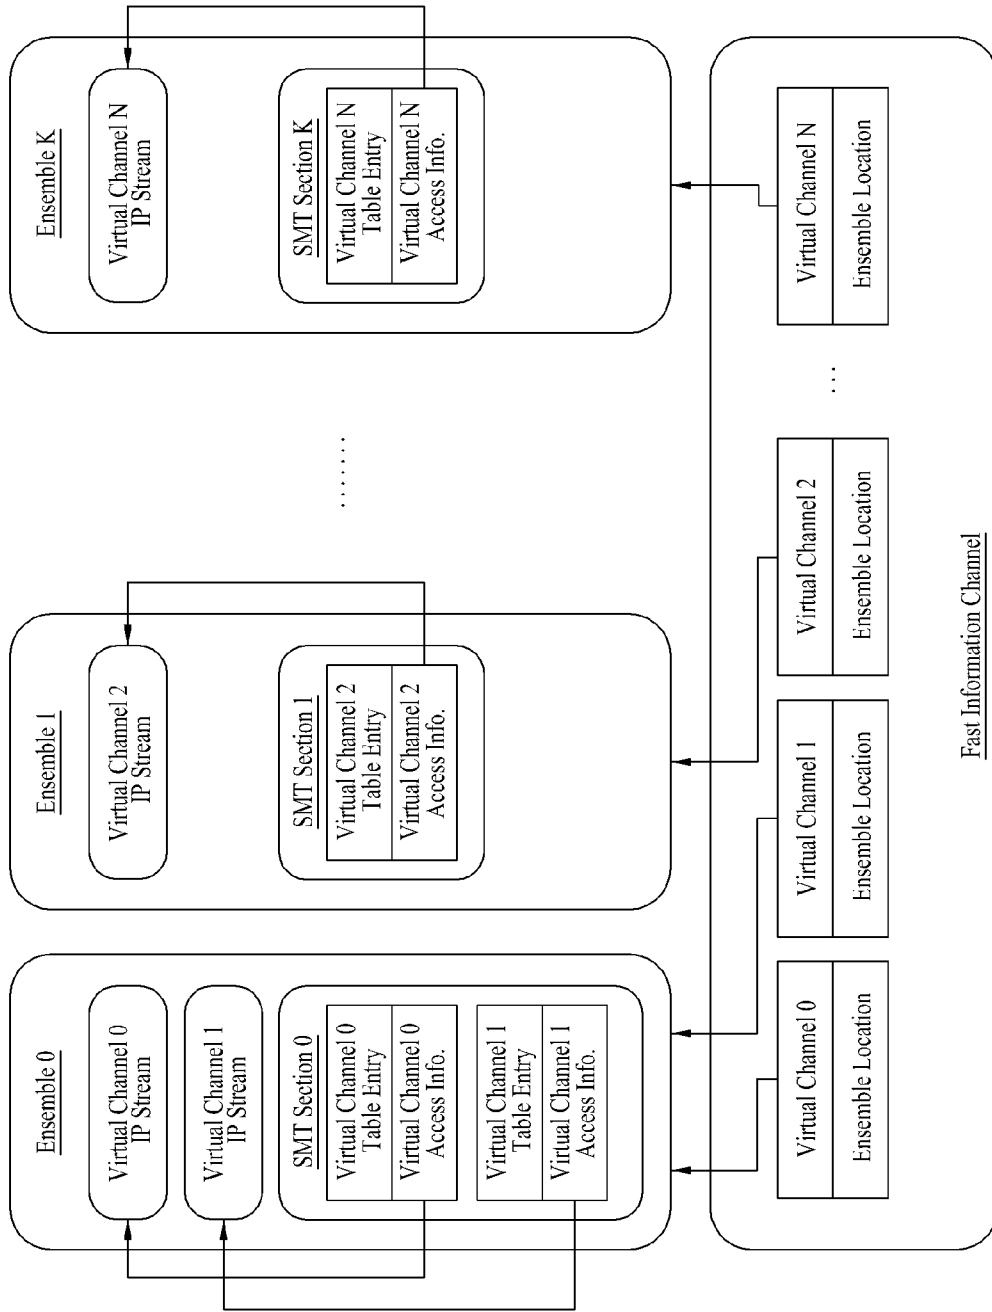 Ensemble 0
Virtual Channel 0
IP Stream
Virtual Channel 1
IP Stream
SMT Section 0
Virtual Channel 0
Table Entry
Virtual Channel 0
Access Info.
Virtual Channel 1
Table Entry
Virtual Channel 1
Access Info.
Ensemble 1
Virtual Channel 2
IP Stream
SMT Section 1
Virtual Channel 2
Table Entry
Virtual Channel 2
Access Info.
.......
Ensemble K
Virtual Channel N
IP Stream
SMT Section K
Virtual Channel N
Table Entry
Virtual Channel N
Access Info.
Virtual Channel 0
Ensemble Location
Virtual Channel 1
Ensemble Location
Virtual Channel 2
Ensemble Location
...
Virtual Channel N
Ensemble Location
Fast Information Channel